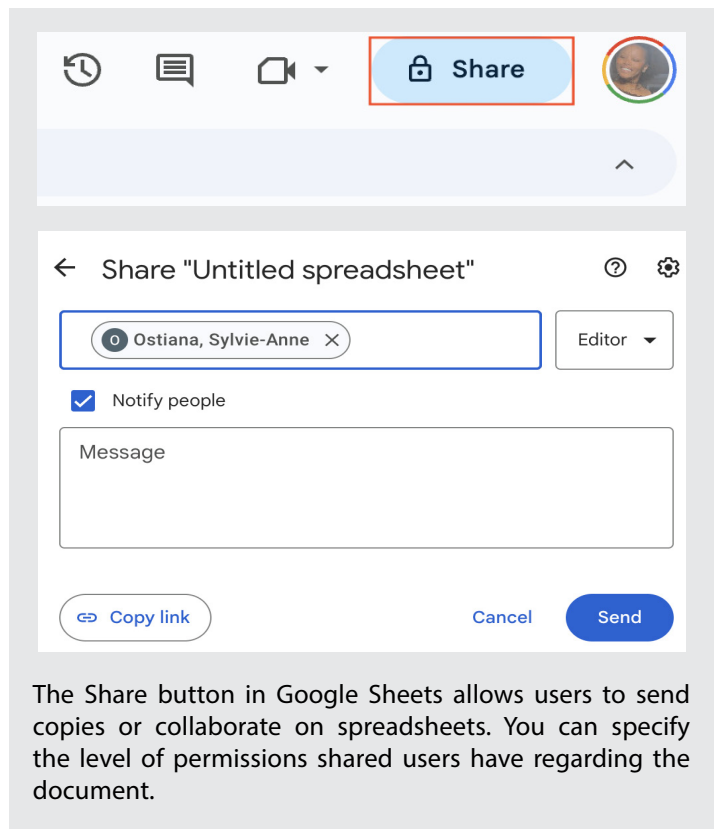 Share
Share "Untitled spreadsheet"
O Ostiana, Sylvie-Anne
Editor
Notify people
Message
Copy link
Cancel
Send
The Share button in Google Sheets allows users to send
copies or collaborate on spreadsheets. You can specify
the level of permissions shared users have regarding the
document.